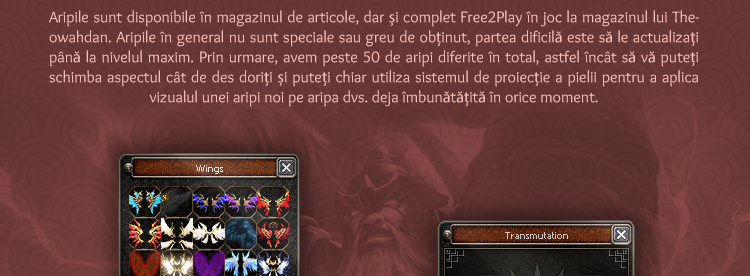 Aripile sunt disponibile în magazinul de articole, dar și complet Free2Play în joc la magazinul lui The-
owahdan. Aripile în general nu sunt speciale sau greu de obținut, partea dificilă este să le actualizați
până la nivelul maxim. Prin urmare, avem peste 50 de aripi diferite în total, astfel încât să vă puteți
schimba aspectul cât de des doriți și puteți chiar utiliza sistemul de proiecție a pielii pentru a aplica
vizualul unei aripi noi pe aripa dvs. deja îmbunătățită în orice moment.
Wings
Transmutation